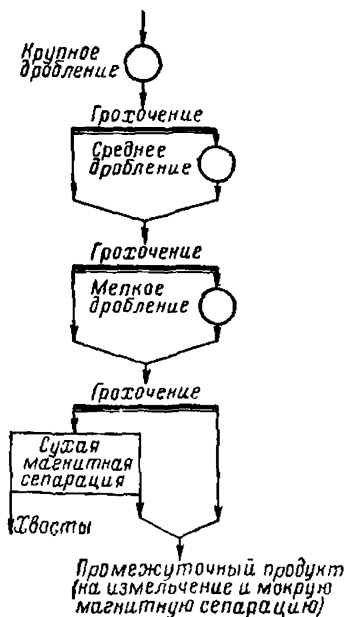 Крупное
дробление
Грохочение
Среднее
дробление
Грохочение
Мелкое
дробление
Грохочение
Сухая
магнитная
сепарация
Хвосты
Промежуточный продукт
(на измельчение и мокрую
магнитную сепарацию)